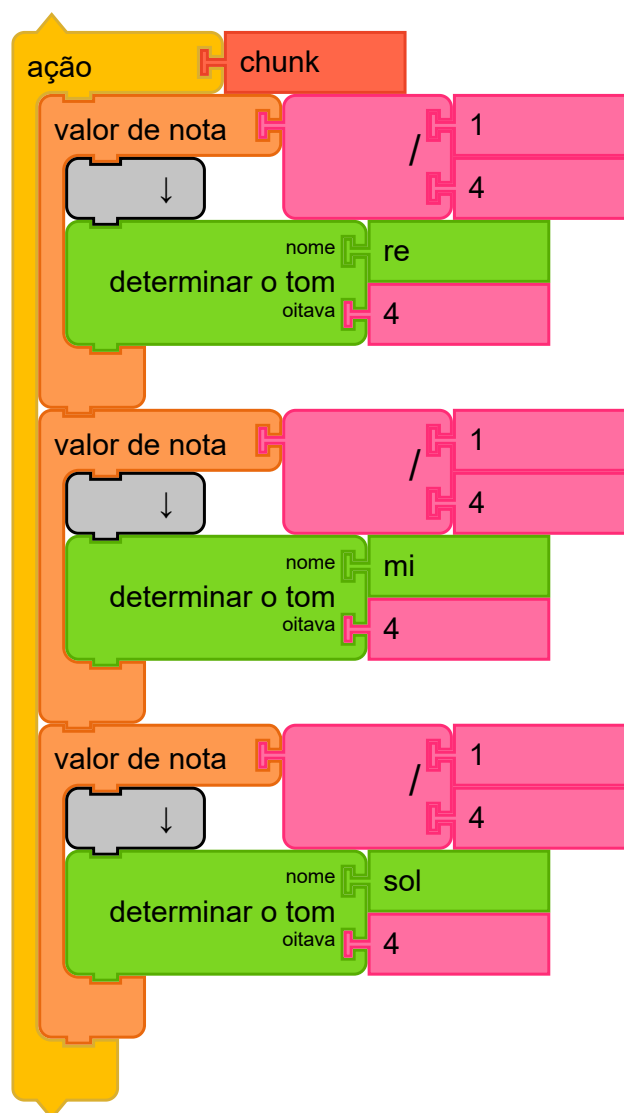 ação chunk
valor de nota / 1
4
↓
nome re
determinar o tom
oitava 4
valor de nota / 1
4
↓
nome mi
determinar o tom
oitava 4
valor de nota / 1
4
↓
nome sol
determinar o tom
oitava 4